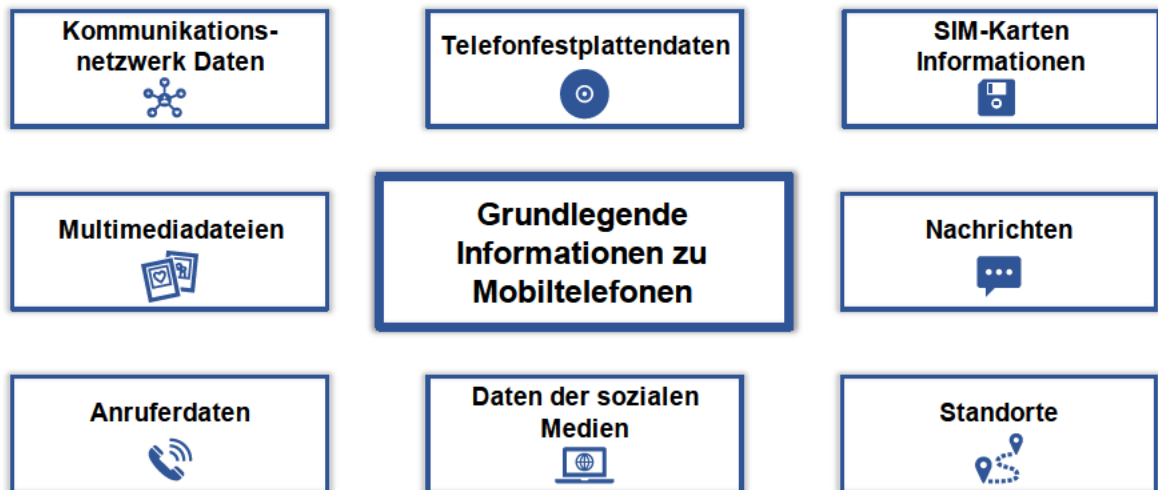 Kommunikations-
netzwerk Daten
Telefonfestplattendaten
SIM-Karten
Informationen
Multimediadateien
Grundlegende
Informationen zu
Mobiltelefonen
Nachrichten
Anruferdaten
Daten der sozialen
Medien
Standorte